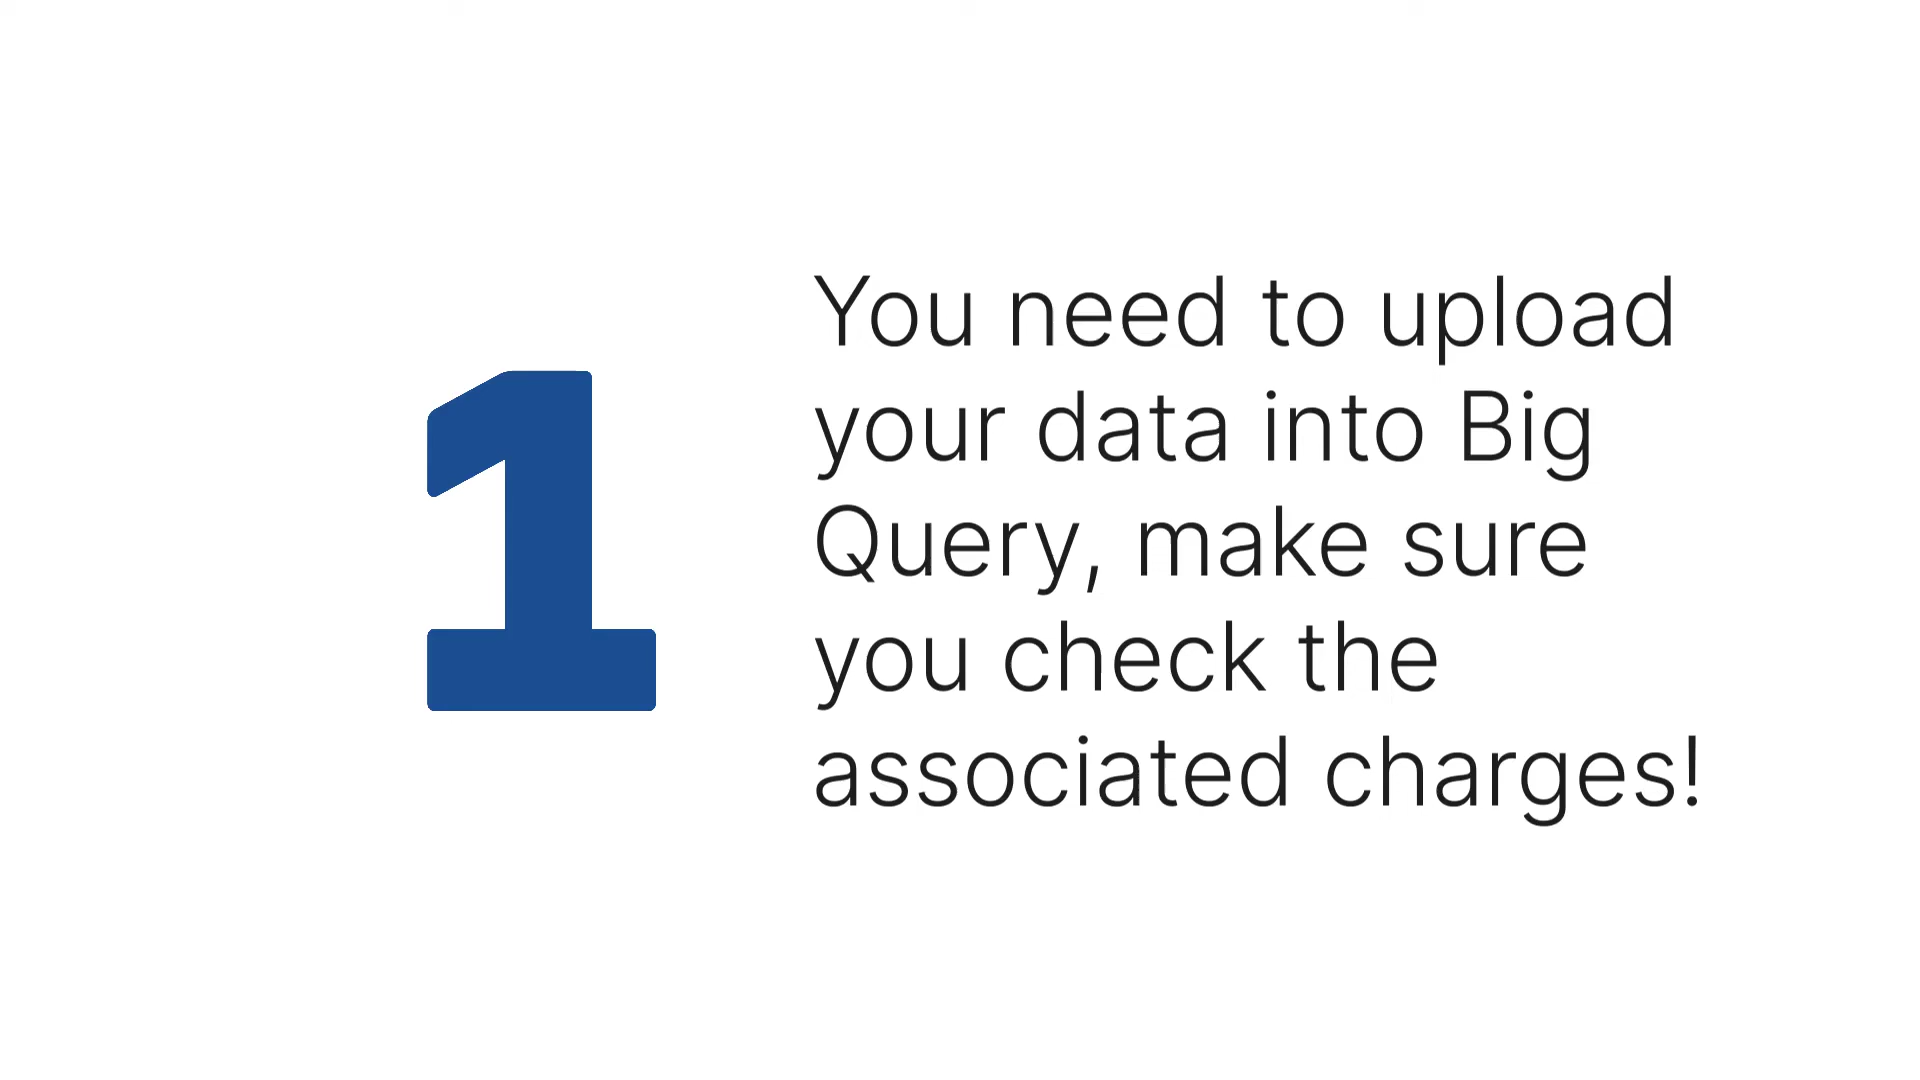 1
You need to upload
your data into Big
Query, make sure
you check the
associated charges!